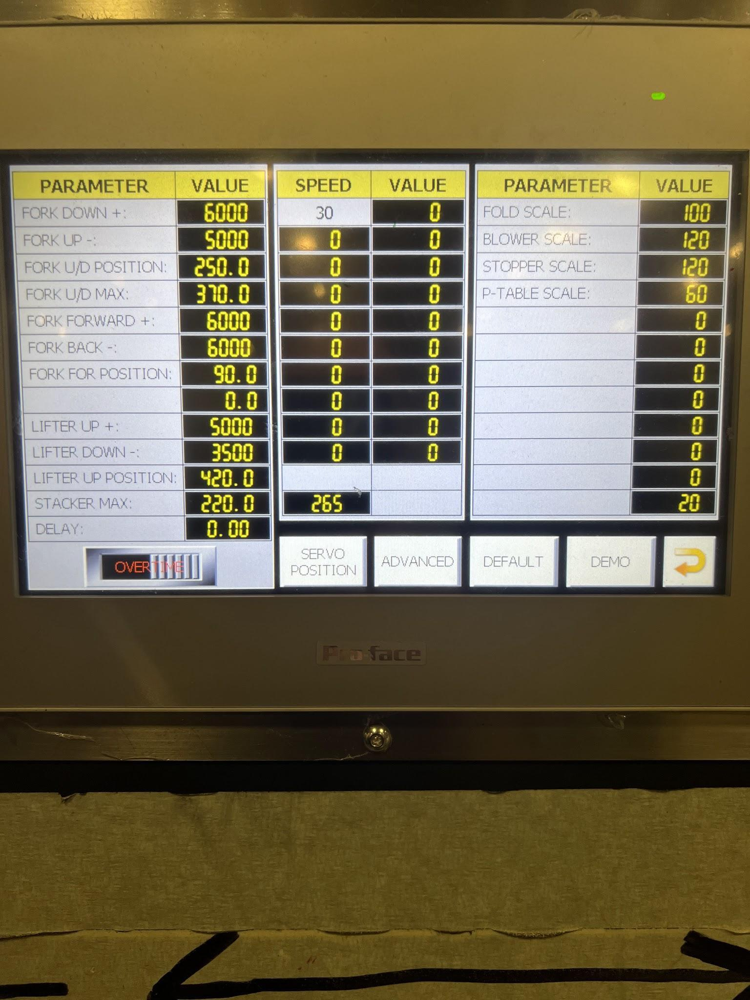 PARAMETER VALUE
FORK DOWN +: 6000
FORK UP -: 5000
FORK U/D POSITION: 250.0
FORK U/D MAX: 370.0
FORK FORWARD +: 6000
FORK BACK -: 6000
FORK FOR POSITION: 90.0
0.0
LIFTER UP +: 5000
LIFTER DOWN -: 3500
LIFTER UP POSITION: 420.0
STACKER MAX: 220.0
DELAY: 0.00
OVERTIME
SPEED VALUE
30 0
0 0
0 0
0 0
0 0
0 0
0 0
0 0
0 0
0 0
265
PARAMETER VALUE
FOLD SCALE: 100
BLOWER SCALE: 120
STOPPER SCALE: 120
P-TABLE SCALE: 60
0
0
0
0
0
0
0
20
SERVO
POSITION
ADVANCED
DEFAULT
DEMO
Pro-face